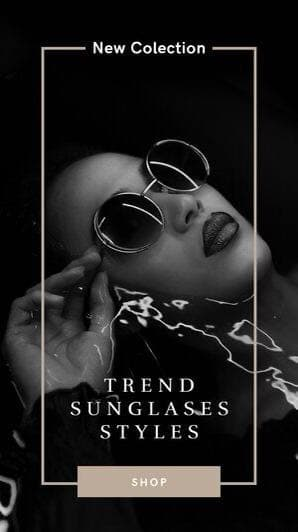 New Colection
TREND
SUNGLASES
STYLES
SHOP